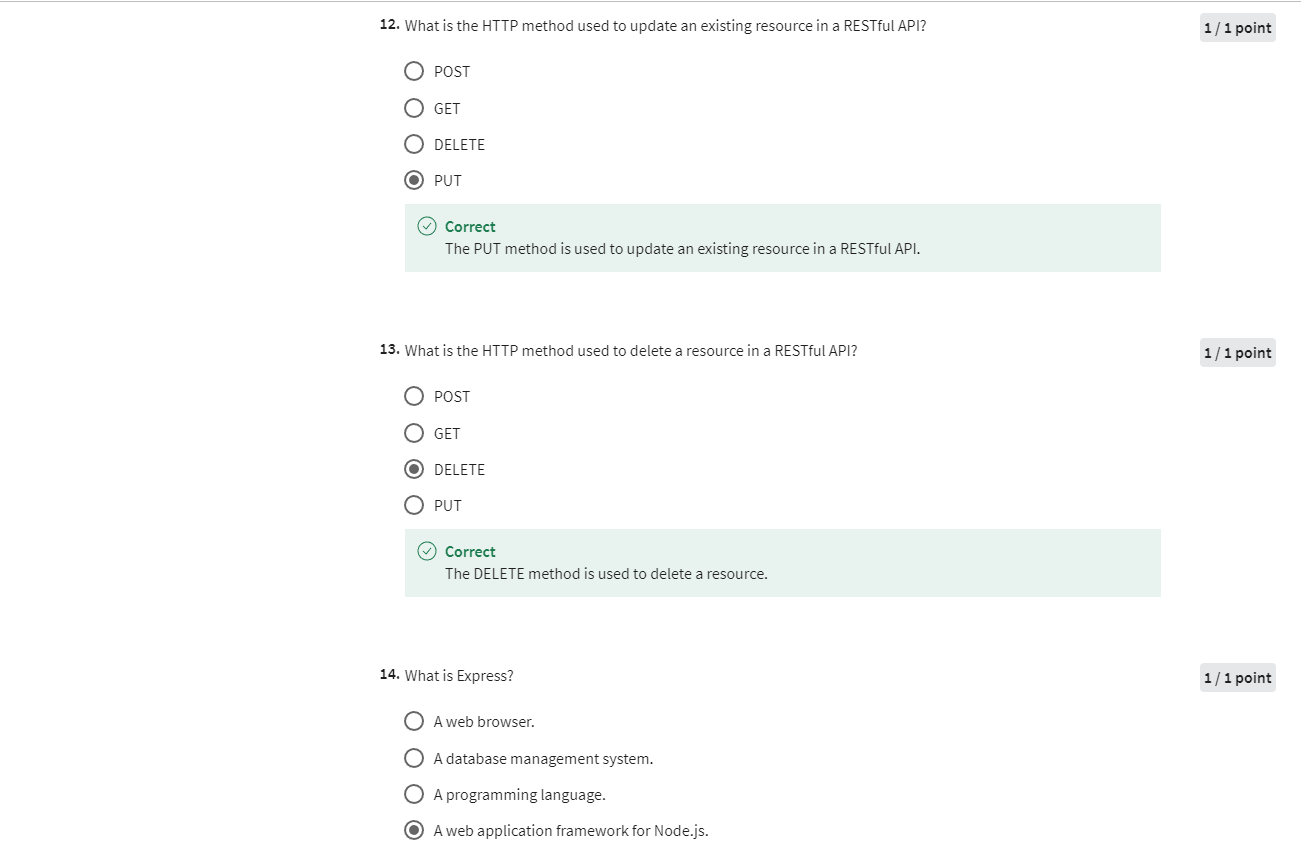 12. What is the HTTP method used to update an existing resource in a RESTful API?
1 / 1 point
POST
GET
DELETE
PUT
Correct
The PUT method is used to update an existing resource in a RESTful API.
13. What is the HTTP method used to delete a resource in a RESTful API?
1 / 1 point
POST
GET
DELETE
PUT
Correct
The DELETE method is used to delete a resource.
14. What is Express?
1 / 1 point
A web browser.
A database management system.
A programming language.
A web application framework for Node.js.